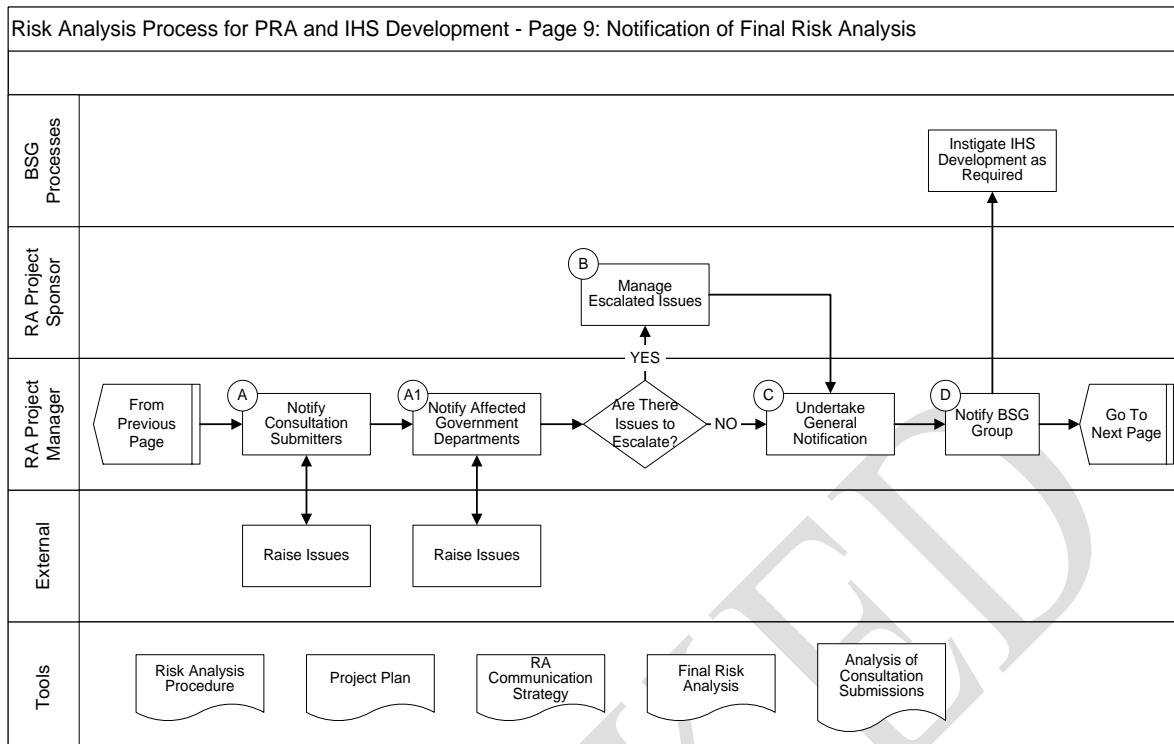 Risk Analysis Process for PRA and IHS Development - Page 9: Notification of Final Risk Analysis
BSG
Processes
Instigate IHS
Development as
Required
RA Project
Sponsor
B
Manage
Escalated Issues
YES
RA Project
Manager
From
Previous
Page
A
Notify
Consultation
Submitters
A1
Notify Affected
Government
Departments
Are There
Issues to
Escalate?
NO
C
Undertake
General
Notification
D
Notify BSG
Group
Go To
Next Page
External
Raise Issues
Raise Issues
Tools
Risk Analysis
Procedure
Project Plan
RA
Communication
Strategy
Final Risk
Analysis
Analysis of
Consultation
Submissions
KED